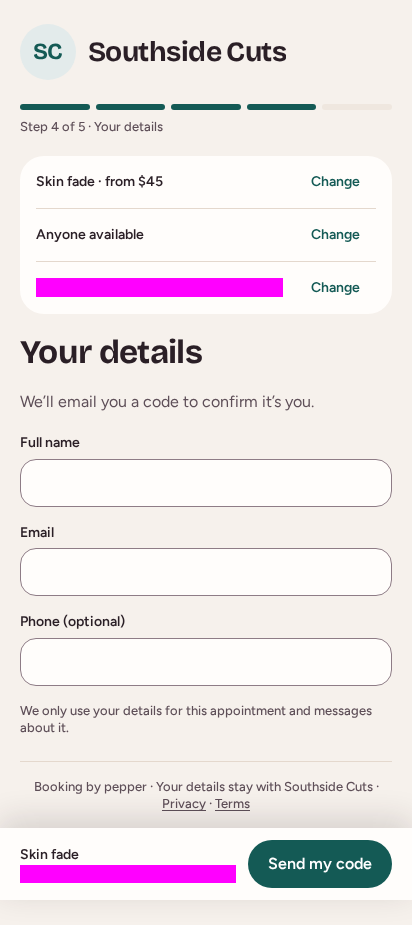 SC Southside Cuts
Step 4 of 5 · Your details
Skin fade · from $45 Change
Anyone available Change
Change
Your details
We’ll email you a code to confirm it’s you.
Full name
Email
Phone (optional)
We only use your details for this appointment and messages
about it.
Booking by pepper · Your details stay with Southside Cuts ·
Privacy · Terms
Skin fade
Send my code